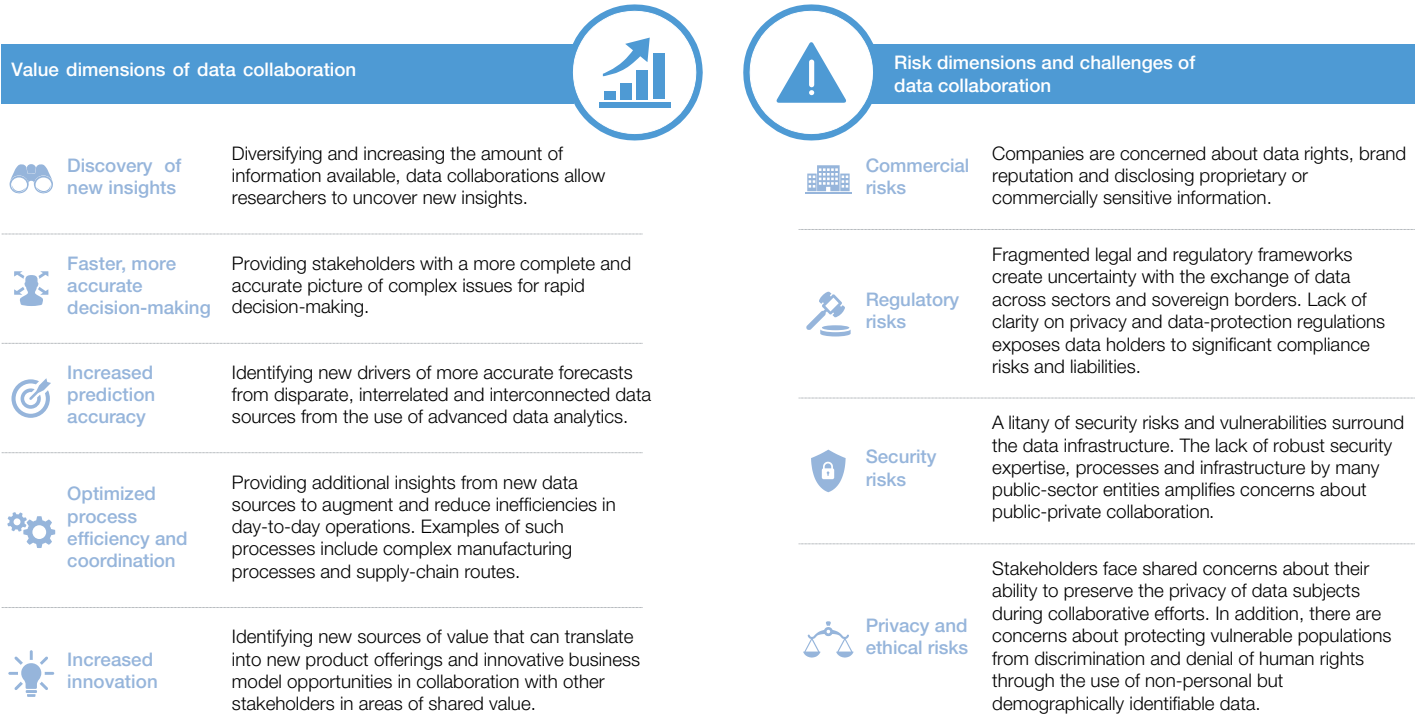 Value dimensions of data collaboration
Discovery of
new insights
Diversifying and increasing the amount of
information available, data collaborations allow
researchers to uncover new insights.
Faster, more
accurate
decision-making
Providing stakeholders with a more complete and
accurate picture of complex issues for rapid
decision-making.
Increased
prediction
accuracy
Identifying new drivers of more accurate forecasts
from disparate, interrelated and interconnected data
sources from the use of advanced data analytics.
Optimized
process
efficiency and
coordination
Providing additional insights from new data
sources to augment and reduce inefficiencies in
day-to-day operations. Examples of such
processes include complex manufacturing
processes and supply-chain routes.
Increased
innovation
Identifying new sources of value that can translate
into new product offerings and innovative business
model opportunities in collaboration with other
stakeholders in areas of shared value.
Risk dimensions and challenges of
data collaboration
Commercial
risks
Companies are concerned about data rights, brand
reputation and disclosing proprietary or
commercially sensitive information.
Regulatory
risks
Fragmented legal and regulatory frameworks
create uncertainty with the exchange of data
across sectors and sovereign borders. Lack of
clarity on privacy and data-protection regulations
exposes data holders to significant compliance
risks and liabilities.
Security
risks
A litany of security risks and vulnerabilities surround
the data infrastructure. The lack of robust security
expertise, processes and infrastructure by many
public-sector entities amplifies concerns about
public-private collaboration.
Privacy and
ethical risks
Stakeholders face shared concerns about their
ability to preserve the privacy of data subjects
during collaborative efforts. In addition, there are
concerns about protecting vulnerable populations
from discrimination and denial of human rights
through the use of non-personal but
demographically identifiable data.